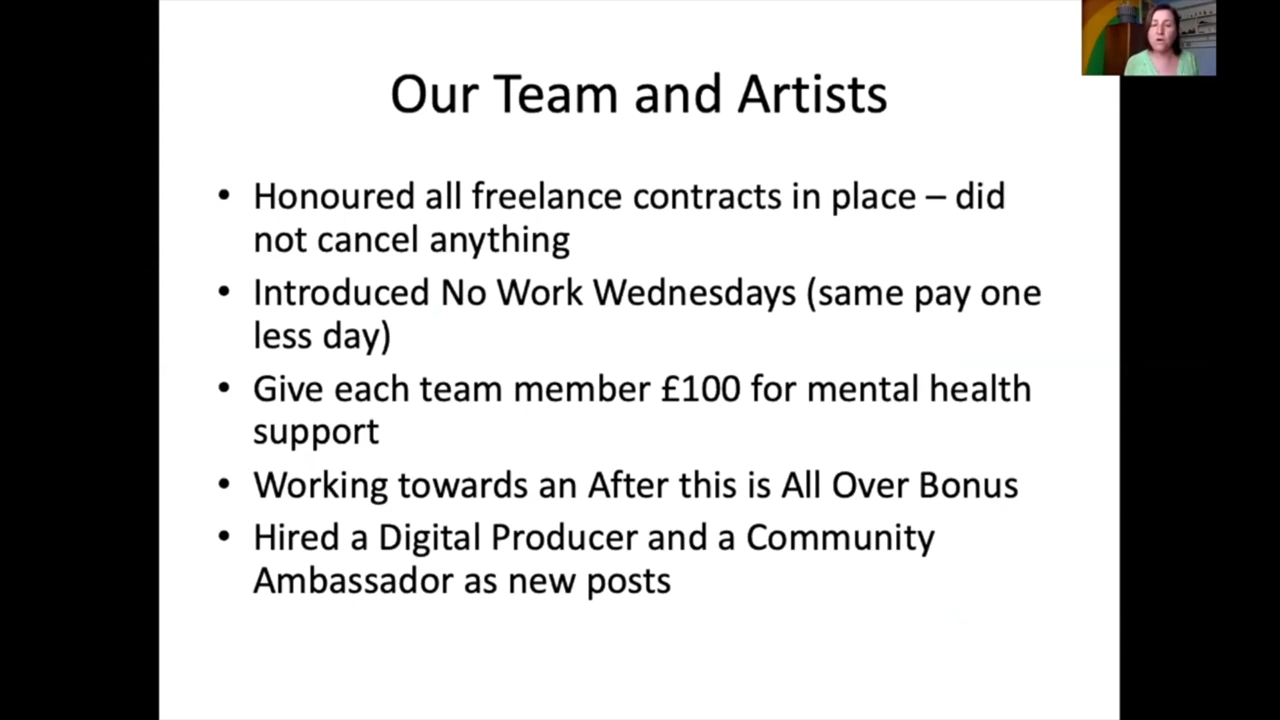 Our Team and Artists
• Honoured all freelance contracts in place – did
not cancel anything
• Introduced No Work Wednesdays (same pay one
less day)
• Give each team member £100 for mental health
support
• Working towards an After this is All Over Bonus
• Hired a Digital Producer and a Community
Ambassador as new posts